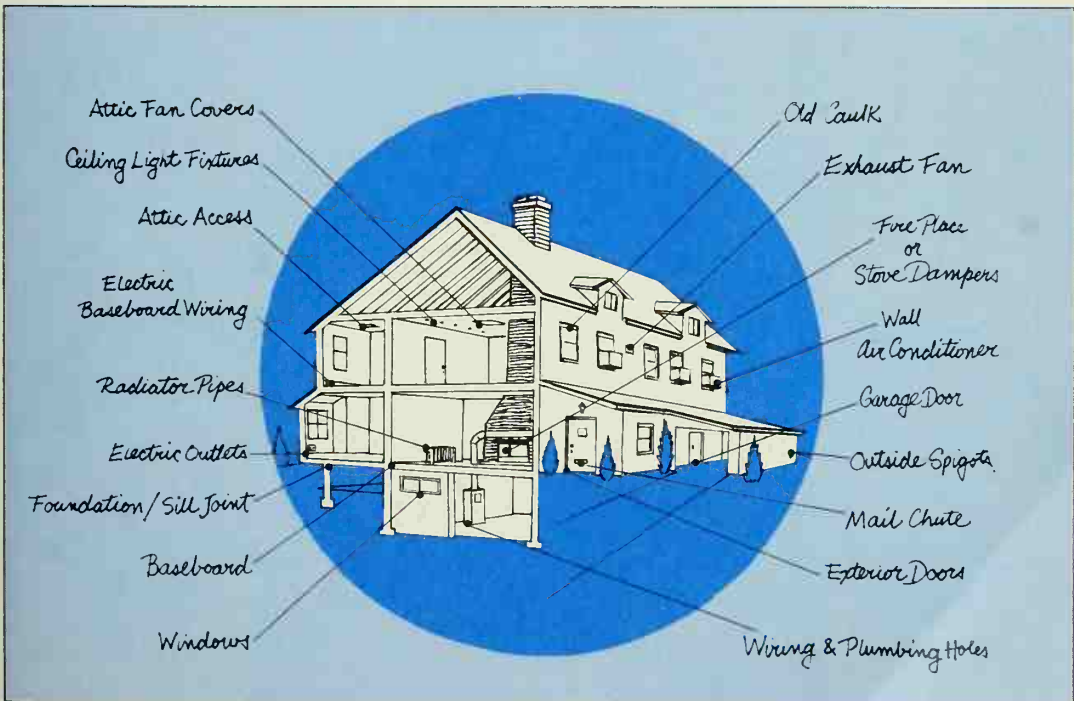 Attic Fan Covers
Ceiling Light Fixtures
Attic Access
Electric
Baseboard Wiring
Radiator Pipes
Electric Outlets
Foundation / Sill Joint
Baseboard
Windows
Old Caulk
Exhaust Fan
Fire Place
or
Stove Dampers
Wall
Air Conditioner
Garage Door
Outside Spigots
Mail Chute
Exterior Doors
Wiring & Plumbing Holes